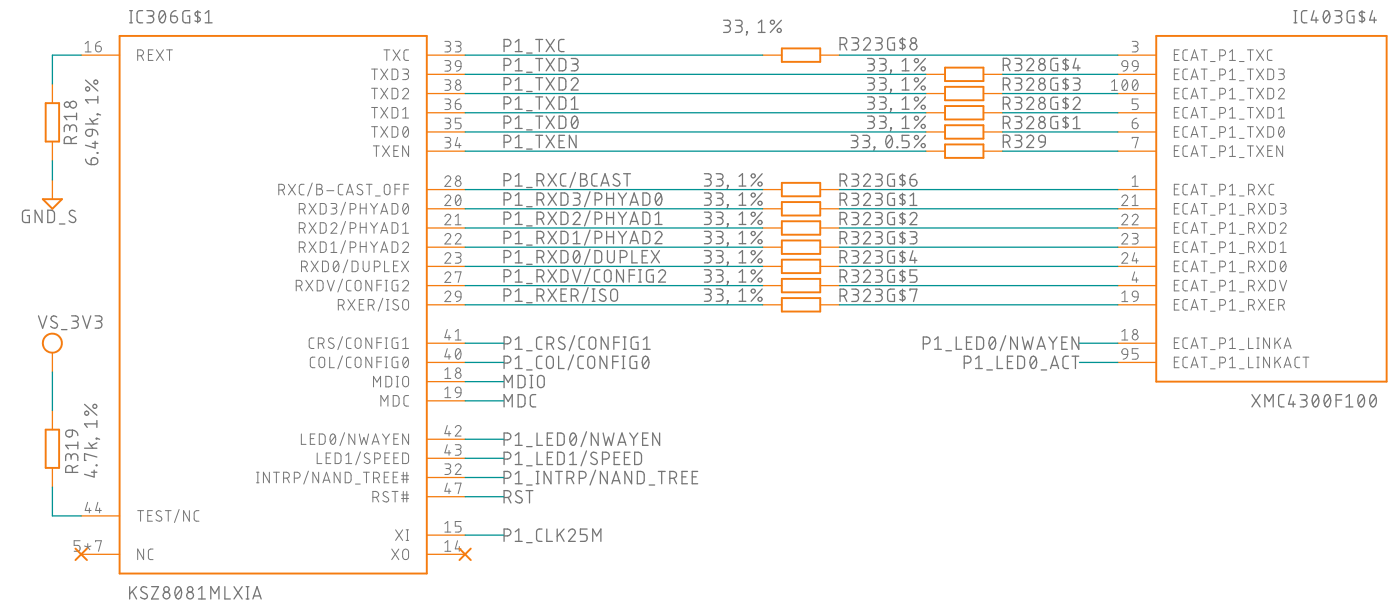 IC306G$1
IC403G$4
33, 1%
16 REXT TXC 33 P1_TXC R323G$8 3 ECAT_P1_TXC
TXD3 39 P1_TXD3 33, 1% R328G$4 99 ECAT_P1_TXD3
TXD2 38 P1_TXD2 33, 1% R328G$3 100 ECAT_P1_TXD2
TXD1 36 P1_TXD1 33, 1% R328G$2 5 ECAT_P1_TXD1
TXD0 35 P1_TXD0 33, 1% R328G$1 6 ECAT_P1_TXD0
TXEN 34 P1_TXEN 33, 0.5% R329 7 ECAT_P1_TXEN
R318
6.49k, 1%
GND_S
RXC/B-CAST_OFF 28 P1_RXC/BCAST 33, 1% R323G$6 1 ECAT_P1_RXC
RXD3/PHYAD0 20 P1_RXD3/PHYAD0 33, 1% R323G$1 21 ECAT_P1_RXD3
RXD2/PHYAD1 21 P1_RXD2/PHYAD1 33, 1% R323G$2 22 ECAT_P1_RXD2
RXD1/PHYAD2 22 P1_RXD1/PHYAD2 33, 1% R323G$3 23 ECAT_P1_RXD1
RXD0/DUPLEX 23 P1_RXD0/DUPLEX 33, 1% R323G$4 24 ECAT_P1_RXD0
RXDV/CONFIG2 27 P1_RXDV/CONFIG2 33, 1% R323G$5 4 ECAT_P1_RXDV
RXER/ISO 29 P1_RXER/ISO 33, 1% R323G$7 19 ECAT_P1_RXER
VS_3V3
CRS/CONFIG1 41 P1_CRS/CONFIG1 P1_LED0/NWAYEN 18 ECAT_P1_LINKA
COL/CONFIG0 40 P1_COL/CONFIG0 P1_LED0_ACT 95 ECAT_P1_LINKACT
MDIO 18 MDIO
MDC 19 MDC
XMC4300F100
R319
4.7k, 1%
LED0/NWAYEN 42 P1_LED0/NWAYEN
LED1/SPEED 43 P1_LED1/SPEED
INTRP/NAND_TREE# 32 P1_INTRP/NAND_TREE
RST# 47 RST
44 TEST/NC
XI 15 P1_CLK25M
5*7 NC XO 14
KSZ8081MLXIA